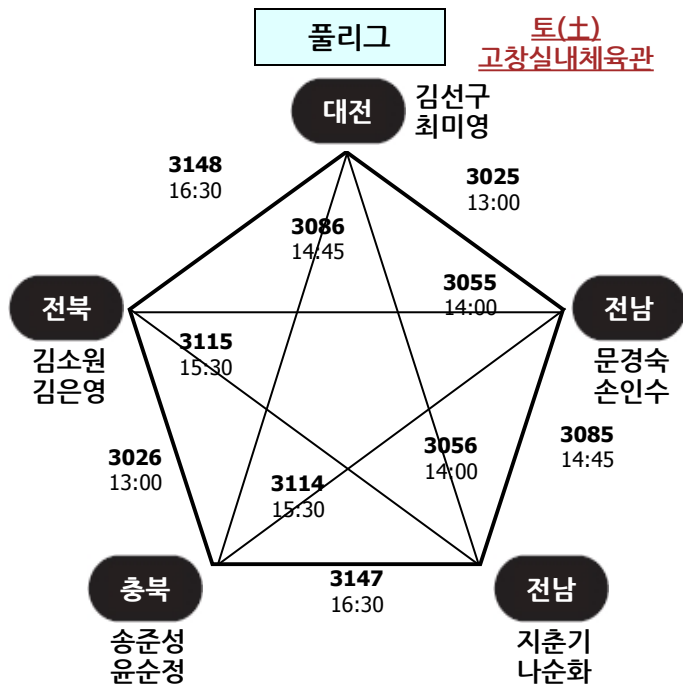 풀리그
토(土)
고창실내체육관
대전
김선구
최미영
3148
16:30
3025
13:00
3086
14:45
3055
14:00
전북
김소원
김은영
전남
문경숙
손인수
3115
15:30
3026
13:00
3114
15:30
3056
14:00
3085
14:45
충북
송준성
윤순정
3147
16:30
전남
지춘기
나순화